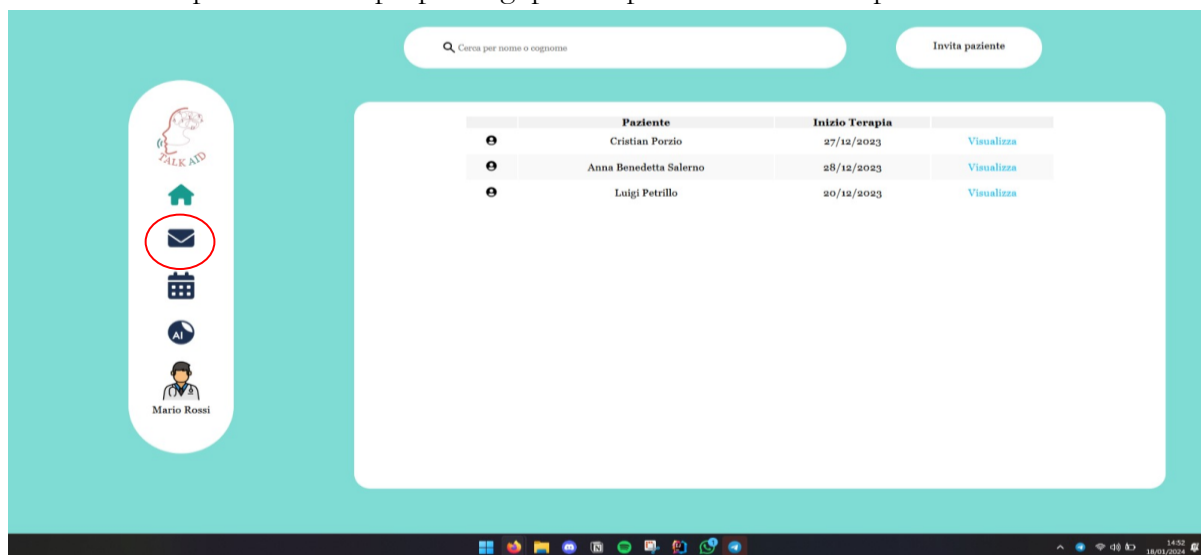 Cerca per nome o cognome
Invita paziente
TALK AID
Paziente Inizio Terapia
Cristian Porzio 27/12/2023 Visualizza
Anna Benedetta Salerno 28/12/2023 Visualizza
Luigi Petrillo 20/12/2023 Visualizza
AI
Mario Rossi
14:52
18/01/2024